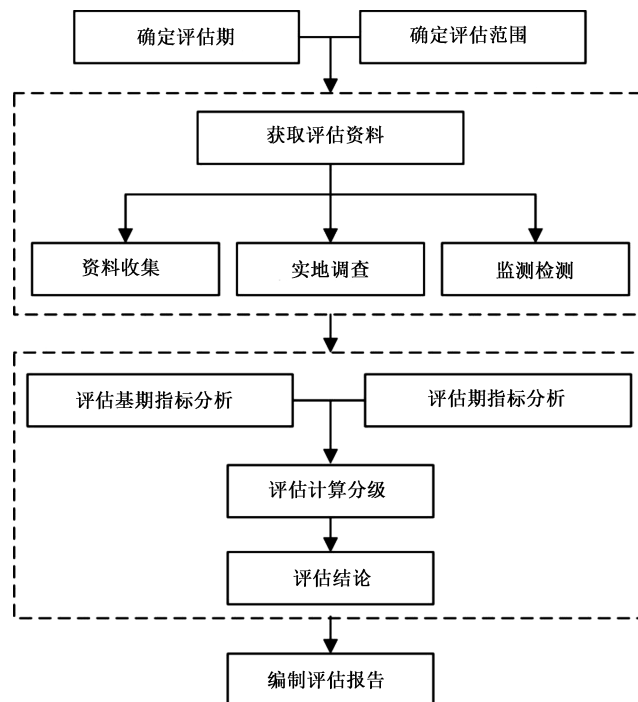 确定评估期
确定评估范围
获取评估资料
资料收集
实地调查
监测检测
评估基期指标分析
评估期指标分析
评估计算分级
评估结论
编制评估报告